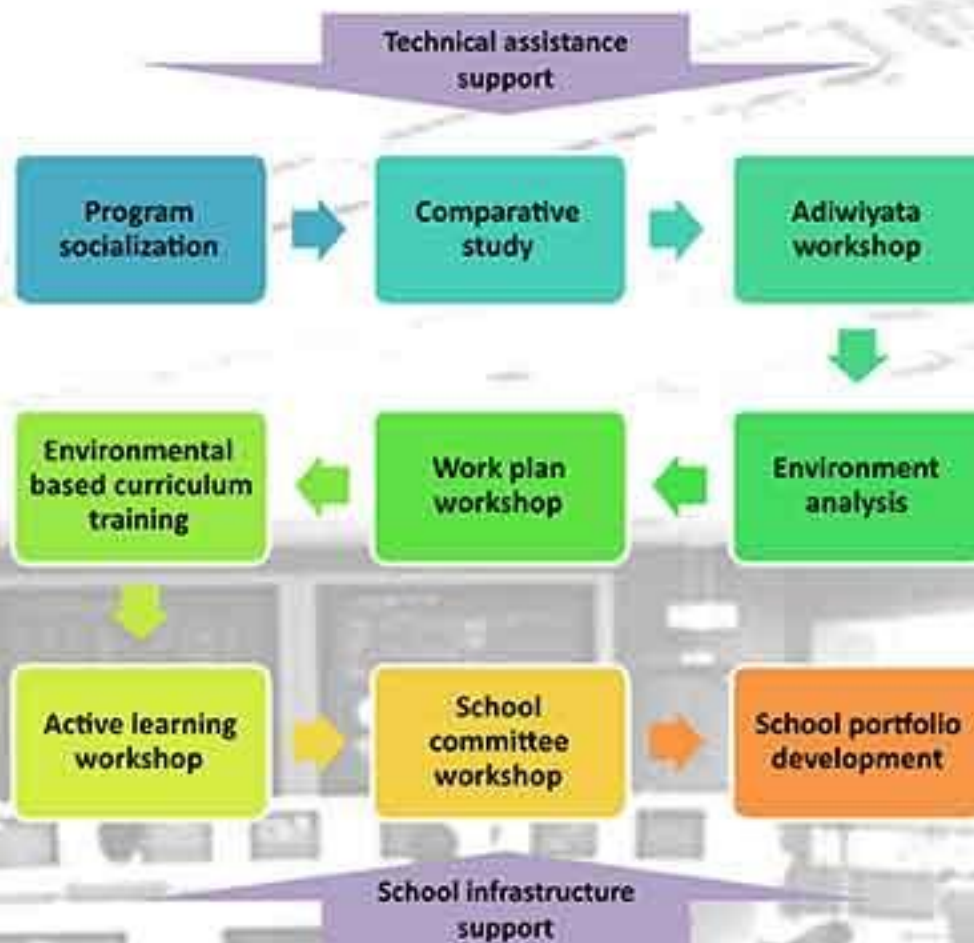 Technical assistance
support
Program
socialization
Comparative
study
Adiwiyata
workshop
Environmental
based curriculum
training
Work plan
workshop
Environment
analysis
Active learning
workshop
School
committee
workshop
School portfolio
development
School infrastructure
support